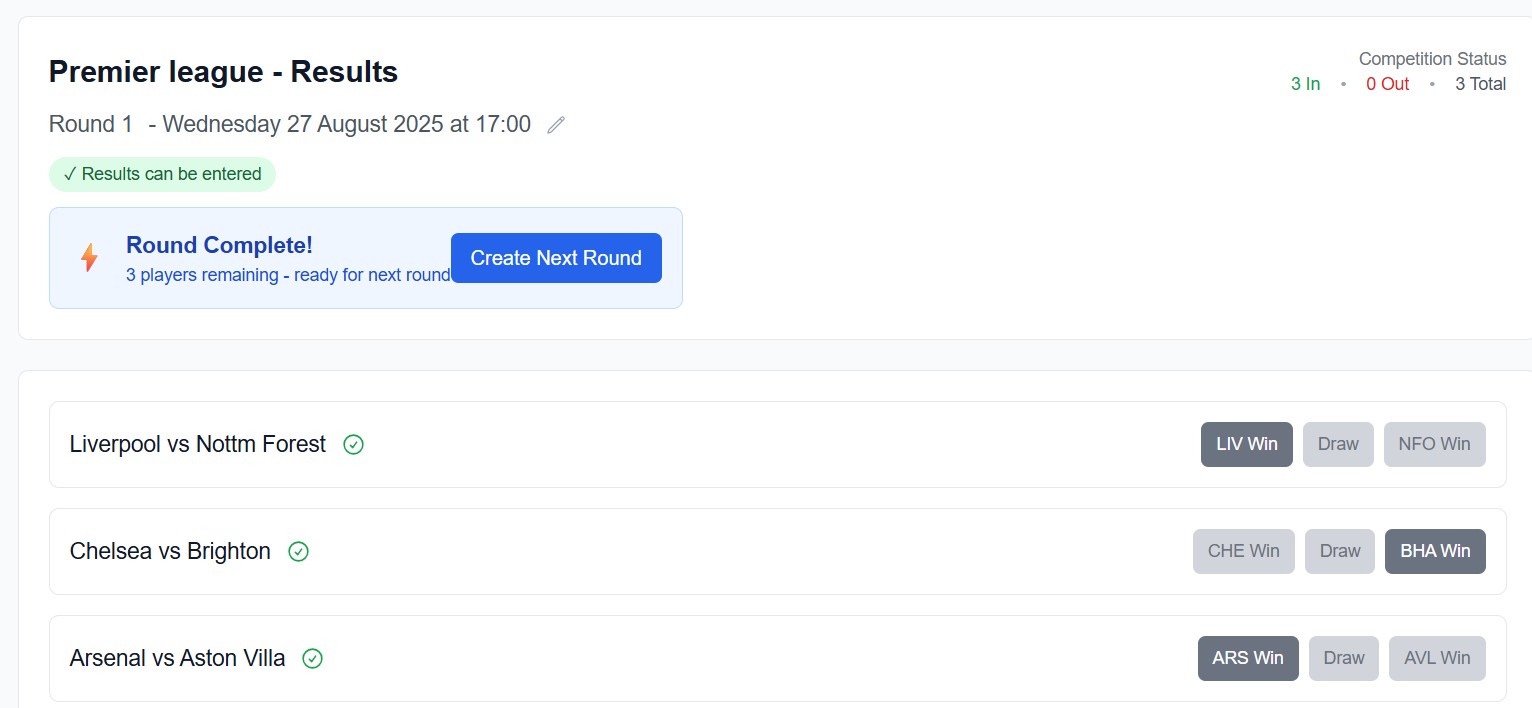 Premier league - Results
Competition Status
3 In • 0 Out • 3 Total
Round 1 - Wednesday 27 August 2025 at 17:00
✓ Results can be entered
Round Complete!
3 players remaining - ready for next round
Create Next Round
Liverpool vs Nottm Forest
LIV Win Draw NFO Win
Chelsea vs Brighton
CHE Win Draw BHA Win
Arsenal vs Aston Villa
ARS Win Draw AVL Win